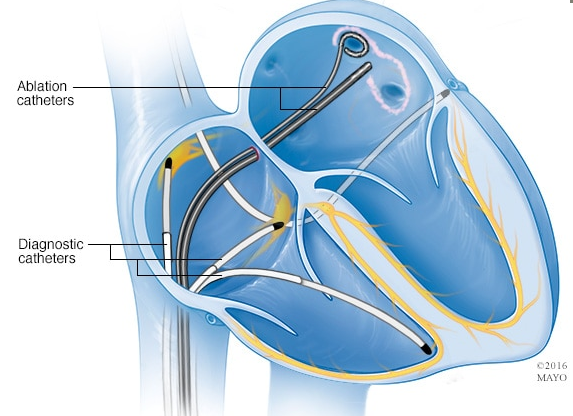 Ablation
catheters
Diagnostic
catheters
©2016
MAYO